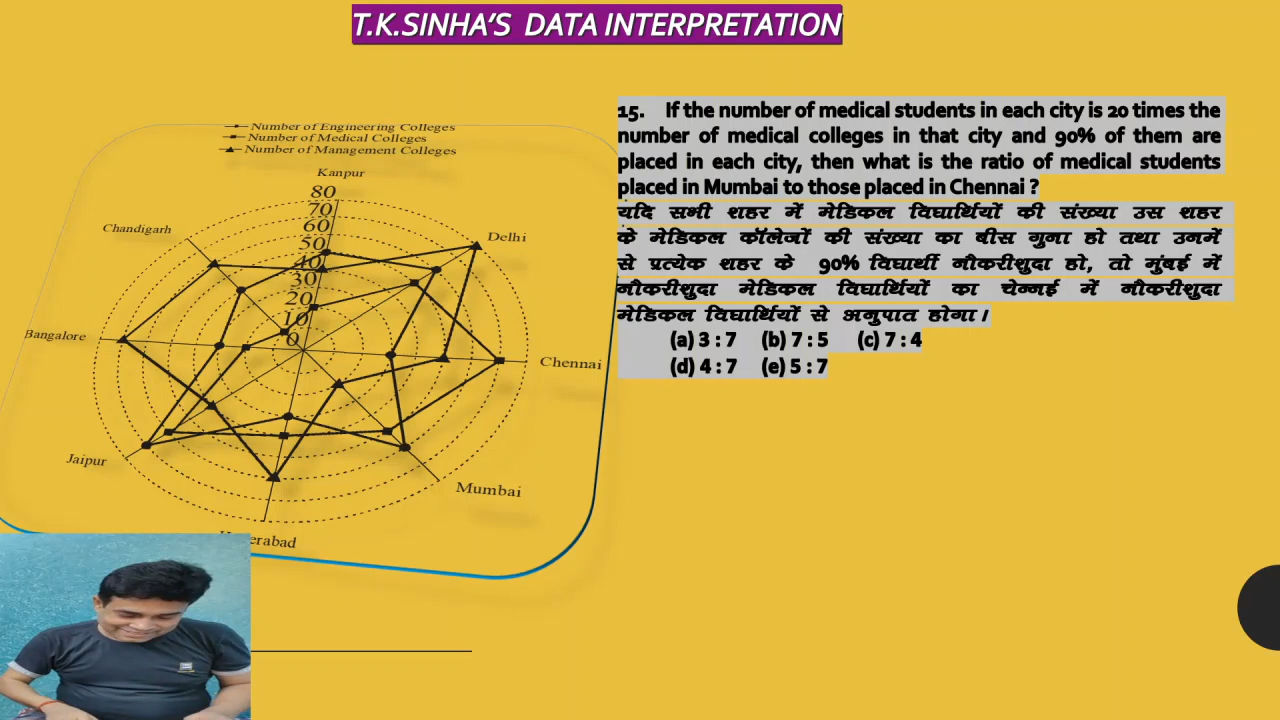 T.K.SINHA'S DATA INTERPRETATION
Number of Engineering Colleges
Number of Medical Colleges
Number of Management Colleges
Kanpur
80
70
60
50
40
30
20
10
0
Chandigarh
Delhi
Bangalore
Chennai
Jaipur
Mumbai
15. If the number of medical students in each city is 20 times the
number of medical colleges in that city and 90% of them are
placed in each city, then what is the ratio of medical students
placed in Mumbai to those placed in Chennai ?
यदि सभी शहर में मेडिकल विघार्थियों की संख्या उस शहर
के मेडिकल कॉलेजों की संख्या का बीस गुना हो तथा उनमें
से प्रत्येक शहर के 90% विघार्थी नौकरीशुदा हो, तो मुंबई में
नौकरीशुदा मेडिकल विघार्थियों का चेन्नई में नौकरीशुदा
मेडिकल विघार्थियों से अनुपात होगा।
(a) 3 : 7 (b) 7 : 5 (c) 7 : 4
(d) 4 : 7 (e) 5 : 7